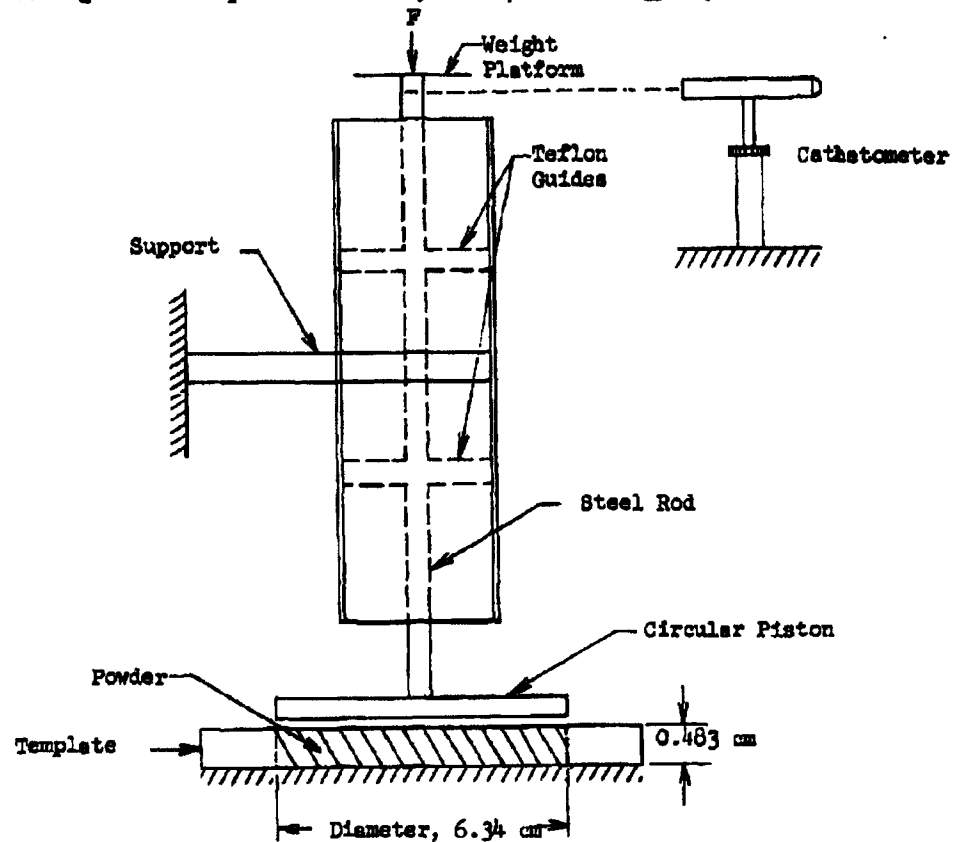 F
Weight
Platform
Cathetometer
Teflon
Guides
Support
Steel Rod
Circular Piston
Powder
Template
0.483 cm
Diameter, 6.34 cm